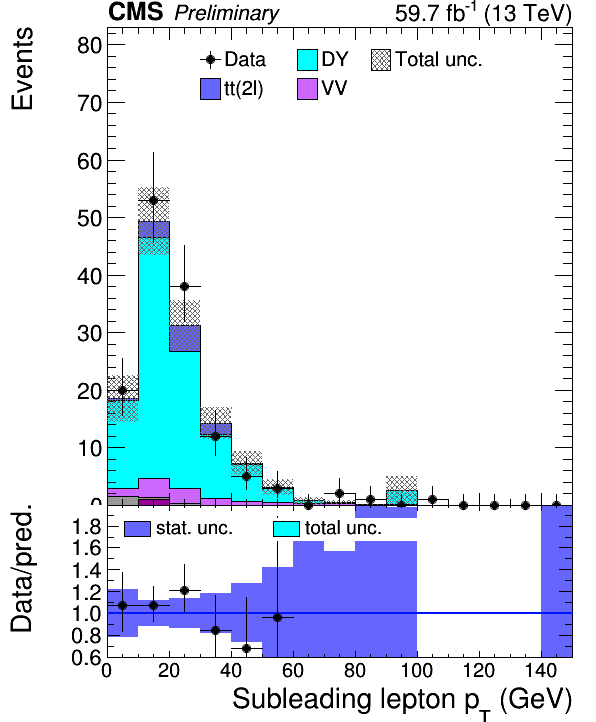 CMS Preliminary 59.7 fb⁻¹ (13 TeV)
Events
Data DY Total unc.
tt(2l) VV
80
70
60
50
40
30
20
10
0
Data/pred.
stat. unc. total unc.
1.8
1.6
1.4
1.2
1.0
0.8
0.6
0 20 40 60 80 100 120 140
Subleading lepton p_T (GeV)